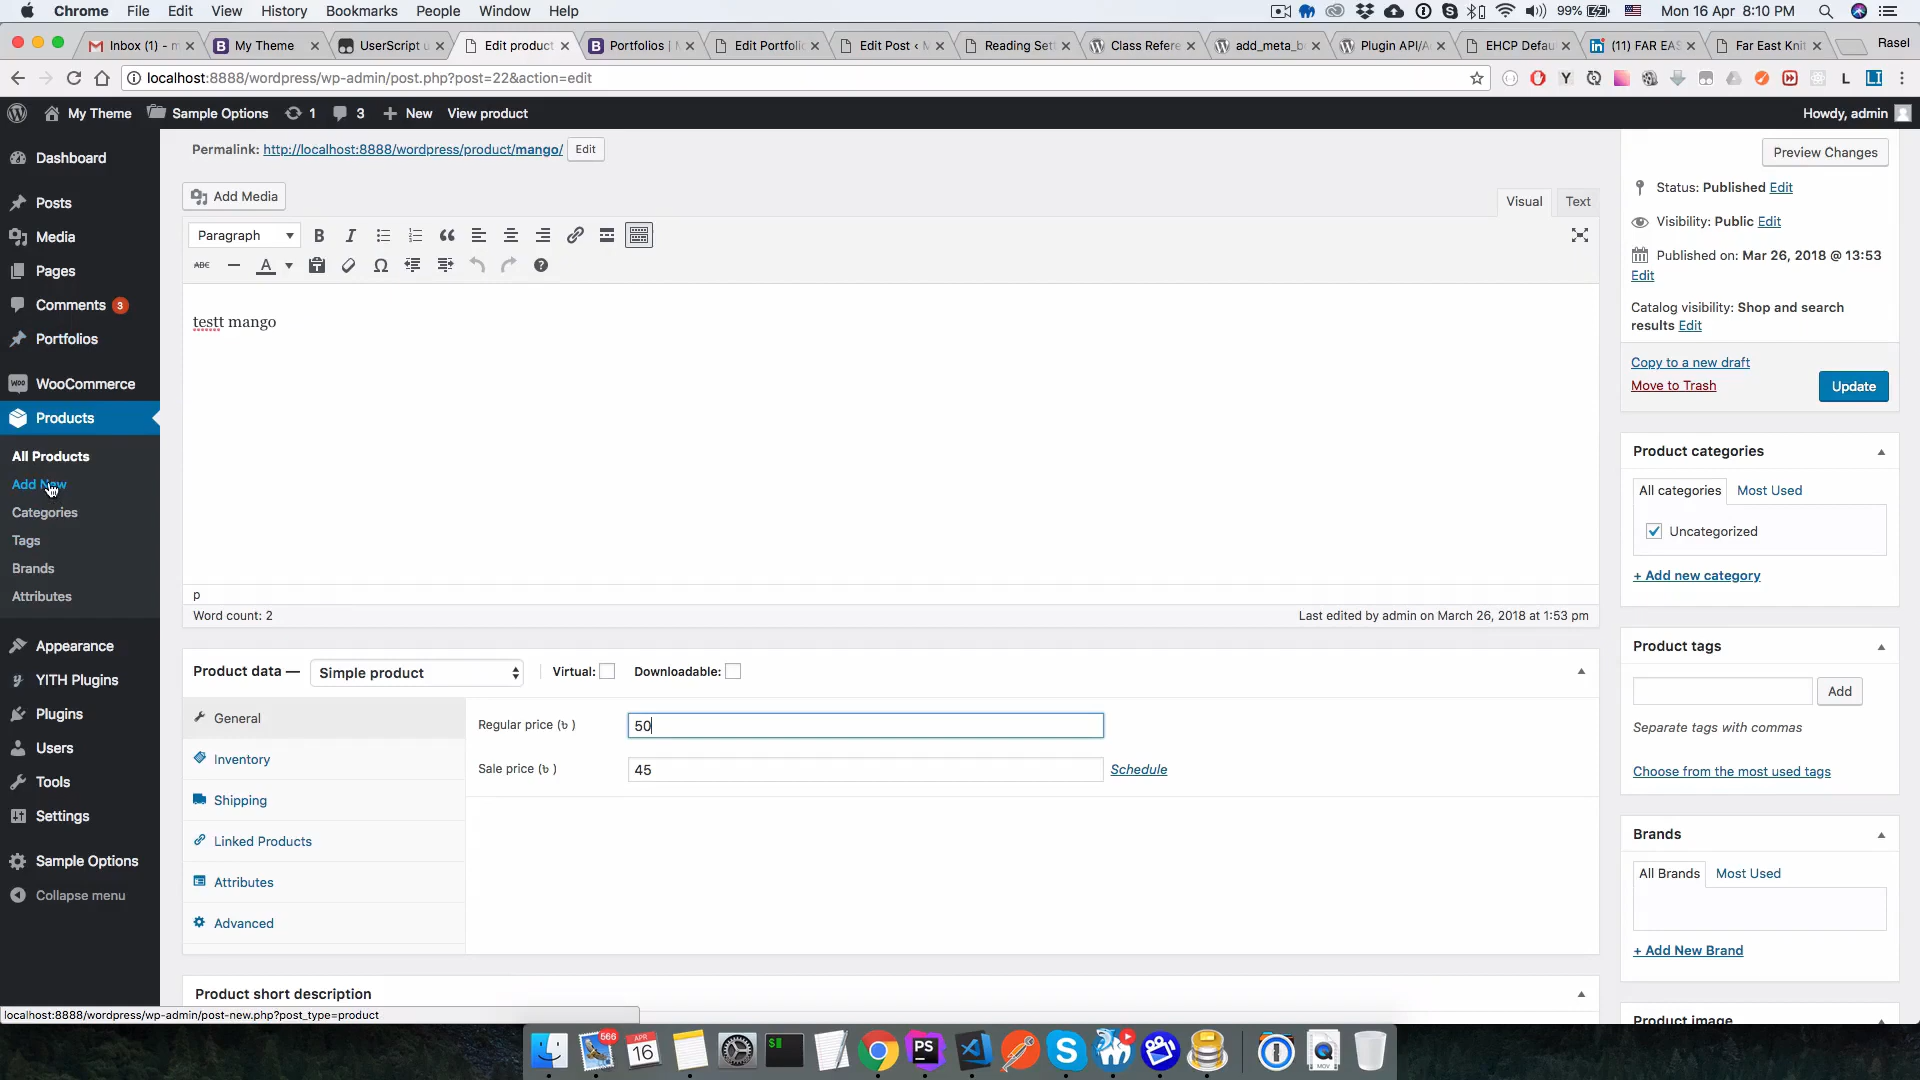 Chrome File Edit View History Bookmarks People Window Help 99% Mon 16 Apr 8:10 PM
Inbox (1) - m My Theme UserScript u Edit product Portfolios | M Edit Portfolio Edit Post ‹ M Reading Set Class Refere add_meta_b Plugin API/A EHCP Defau (11) FAR EAS Far East Knit Rasel
localhost:8888/wordpress/wp-admin/post.php?post=22&action=edit
My Theme Sample Options 1 3 New View product Howdy, admin
Dashboard
Posts
Media
Pages
Comments 3
Portfolios
WooCommerce
Products
All Products
Add New
Categories
Tags
Brands
Attributes
Appearance
YITH Plugins
Plugins
Users
Tools
Settings
Sample Options
Collapse menu
Permalink: http://localhost:8888/wordpress/product/mango/ Edit
Add Media
Visual Text
Paragraph B I
ABC A Ω
testt mango
p
Word count: 2 Last edited by admin on March 26, 2018 at 1:53 pm
Product data — Simple product Virtual: Downloadable:
General
Inventory
Shipping
Linked Products
Attributes
Advanced
Regular price (৳ ) 50
Sale price (৳ ) 45 Schedule
Product short description
Preview Changes
Status: Published Edit
Visibility: Public Edit
Published on: Mar 26, 2018 @ 13:53
Edit
Catalog visibility: Shop and search
results Edit
Copy to a new draft
Move to Trash
Update
Product categories
All categories Most Used
Uncategorized
+ Add new category
Product tags
Add
Separate tags with commas
Choose from the most used tags
Brands
All Brands Most Used
+ Add New Brand
Product image
localhost:8888/wordpress/wp-admin/post-new.php?post_type=product
566
APR
16
PS